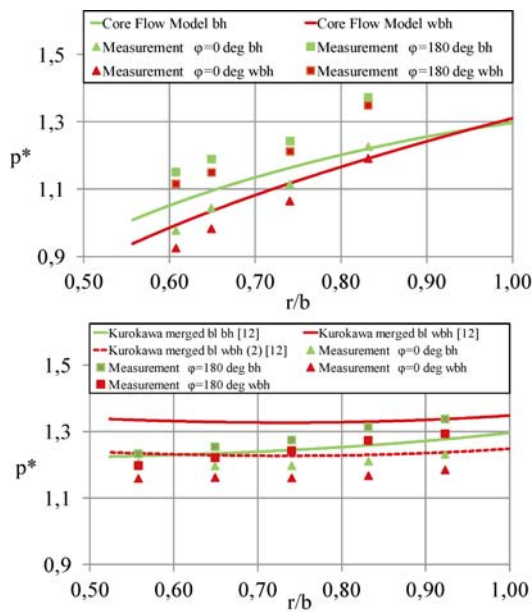 Core Flow Model bh Core Flow Model wbh
Measurement φ=0 deg bh Measurement φ=180 deg bh
Measurement φ=0 deg wbh Measurement φ=180 deg wbh
1,5
1,3
p*
1,1
0,9
0,50 0,60 0,70 0,80 0,90 1,00
r/b
Kurokawa merged bl bh [12] Kurokawa merged bl wbh [12]
Kurokawa merged bl wbh (2) [12] Measurement φ=0 deg bh
Measurement φ=180 deg bh Measurement φ=0 deg wbh
Measurement φ=180 deg wbh
1,5
1,3
p*
1,1
0,9
0,50 0,60 0,70 0,80 0,90 1,00
r/b